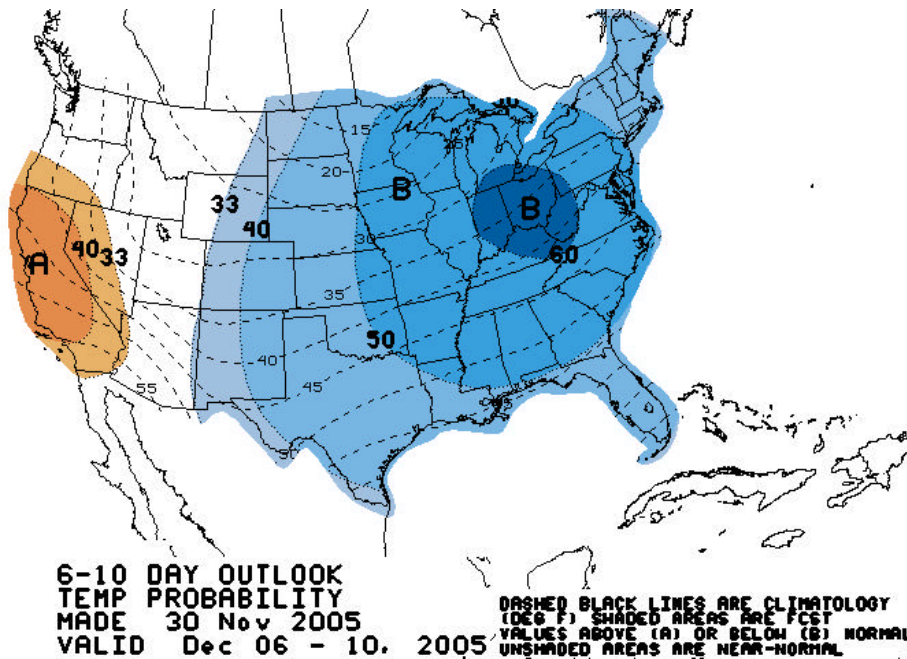 15
20
25
B
33
40
B
30
A
40
33
60
35
50
40
45
55
50
6-10 DAY OUTLOOK
TEMP PROBABILITY
MADE 30 Nov 2005
VALID Dec 06 - 10, 2005
DASHED BLACK LINES ARE CLIMATOLOGY
(DEG F) SHADED AREAS ARE FCST
VALUES ABOVE (A) OR BELOW (B) NORMAL
UNSHADED AREAS ARE NEAR-NORMAL